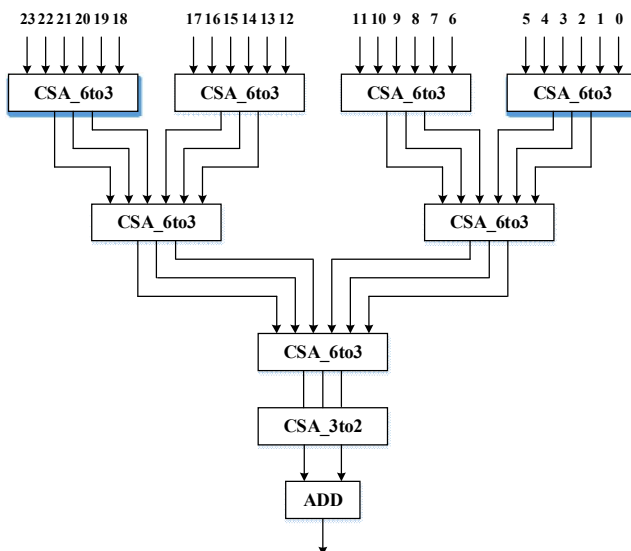 23 22 21 20 19 18 17 16 15 14 13 12 11 10 9 8 7 6 5 4 3 2 1 0
CSA_6to3 CSA_6to3 CSA_6to3 CSA_6to3
CSA_6to3 CSA_6to3
CSA_6to3
CSA_3to2
ADD